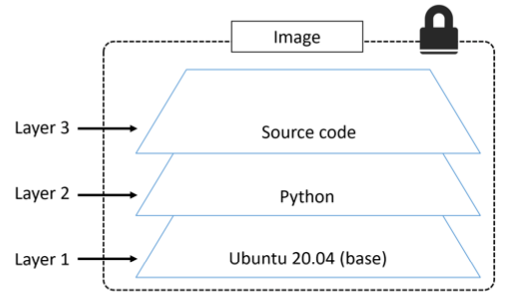 Image
Layer 3
Source code
Layer 2
Python
Layer 1
Ubuntu 20.04 (base)